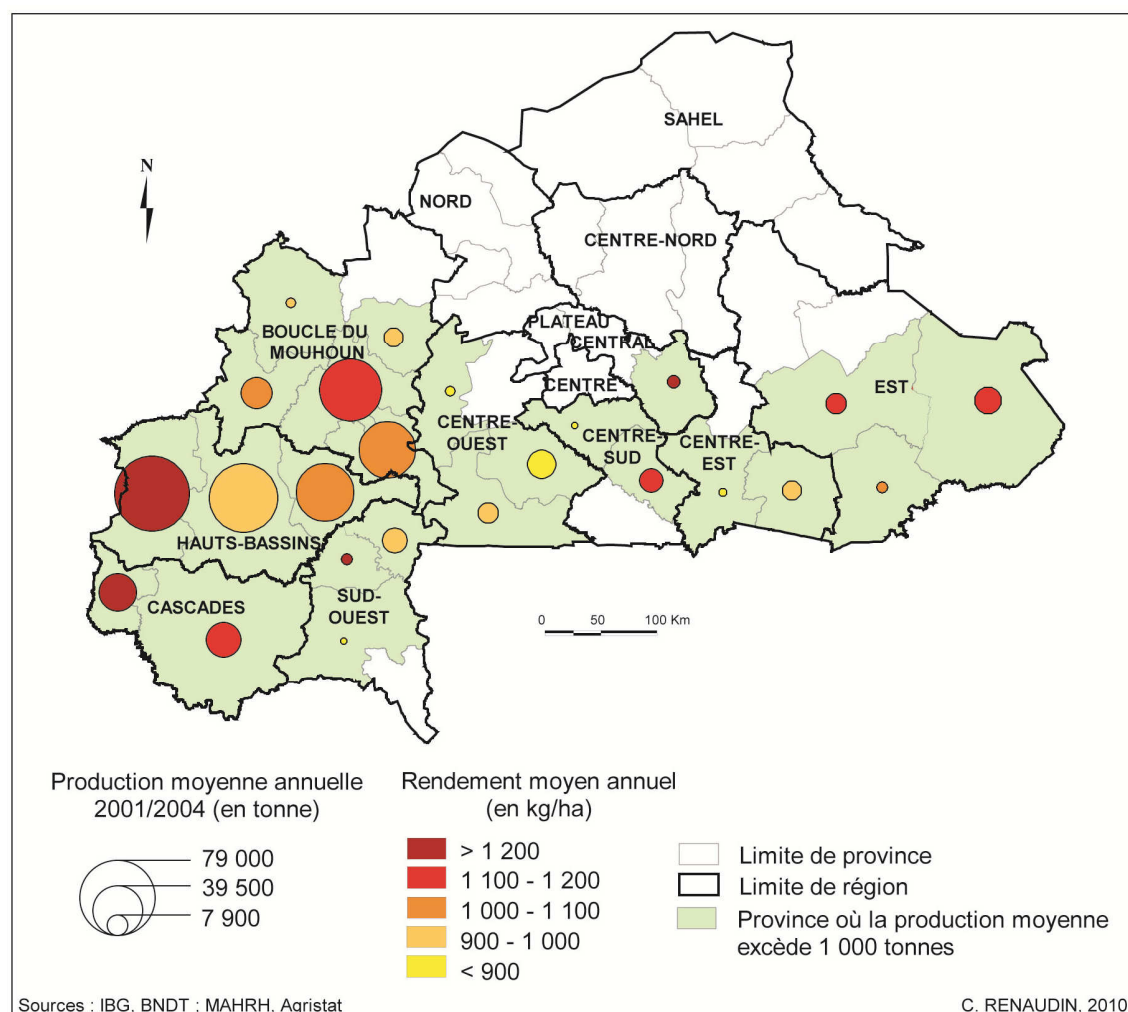 SAHEL
N
NORD
CENTRE-NORD
PLATEAU
CENTRAL
BOUCLE DU
MOUHOUN
CENTRE
EST
CENTRE-
OUEST
CENTRE-
SUD
CENTRE-
EST
HAUTS-BASSINS
CASCADES
SUD-
OUEST
0 50 100 Km
Production moyenne annuelle
2001/2004 (en tonne)
79 000
39 500
7 900
Rendement moyen annuel
(en kg/ha)
> 1 200
1 100 - 1 200
1 000 - 1 100
900 - 1 000
< 900
Limite de province
Limite de région
Province où la production moyenne
excède 1 000 tonnes
Sources : IBG, BNDT ; MAHRH, Agristat
C. RENAUDIN, 2010